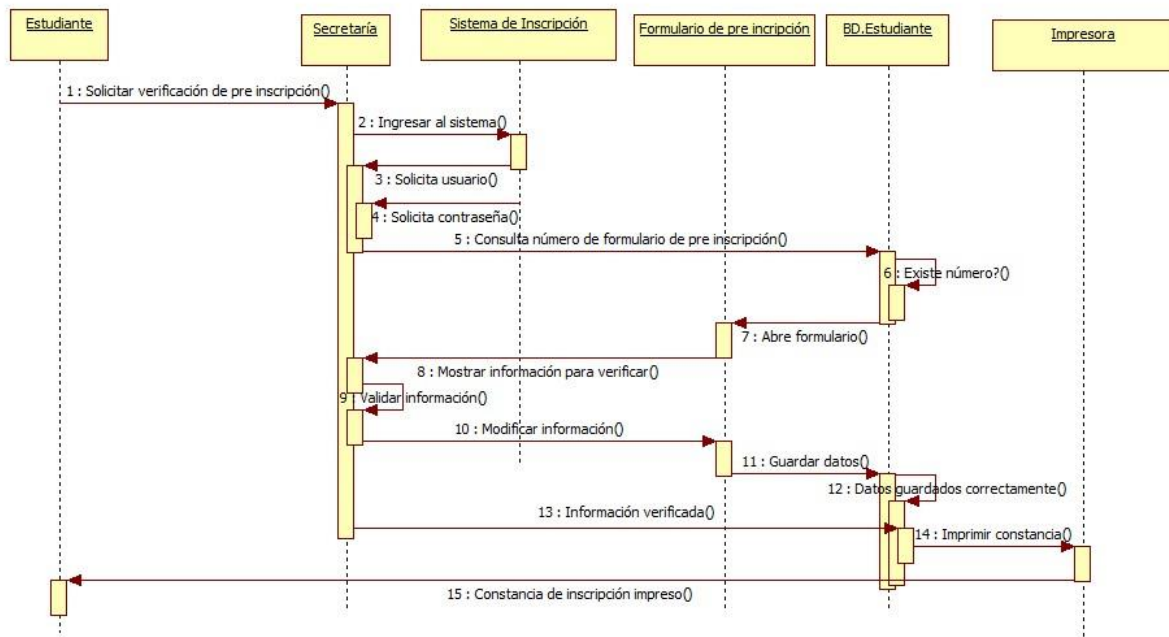 Estudiante
Secretaría
Sistema de Inscripción
Formulario de pre incripción
BD.Estudiante
Impresora
1 : Solicitar verificación de pre inscripción()
2 : Ingresar al sistema()
3 : Solicita usuario()
4 : Solicita contraseña()
5 : Consulta número de formulario de pre inscripción()
6 : Existe número?()
7 : Abre formulario()
8 : Mostrar información para verificar()
9 : Validar información()
10 : Modificar información()
11 : Guardar datos()
12 : Datos guardados correctamente()
13 : Información verificada()
14 : Imprimir constancia()
15 : Constancia de inscripción impreso()